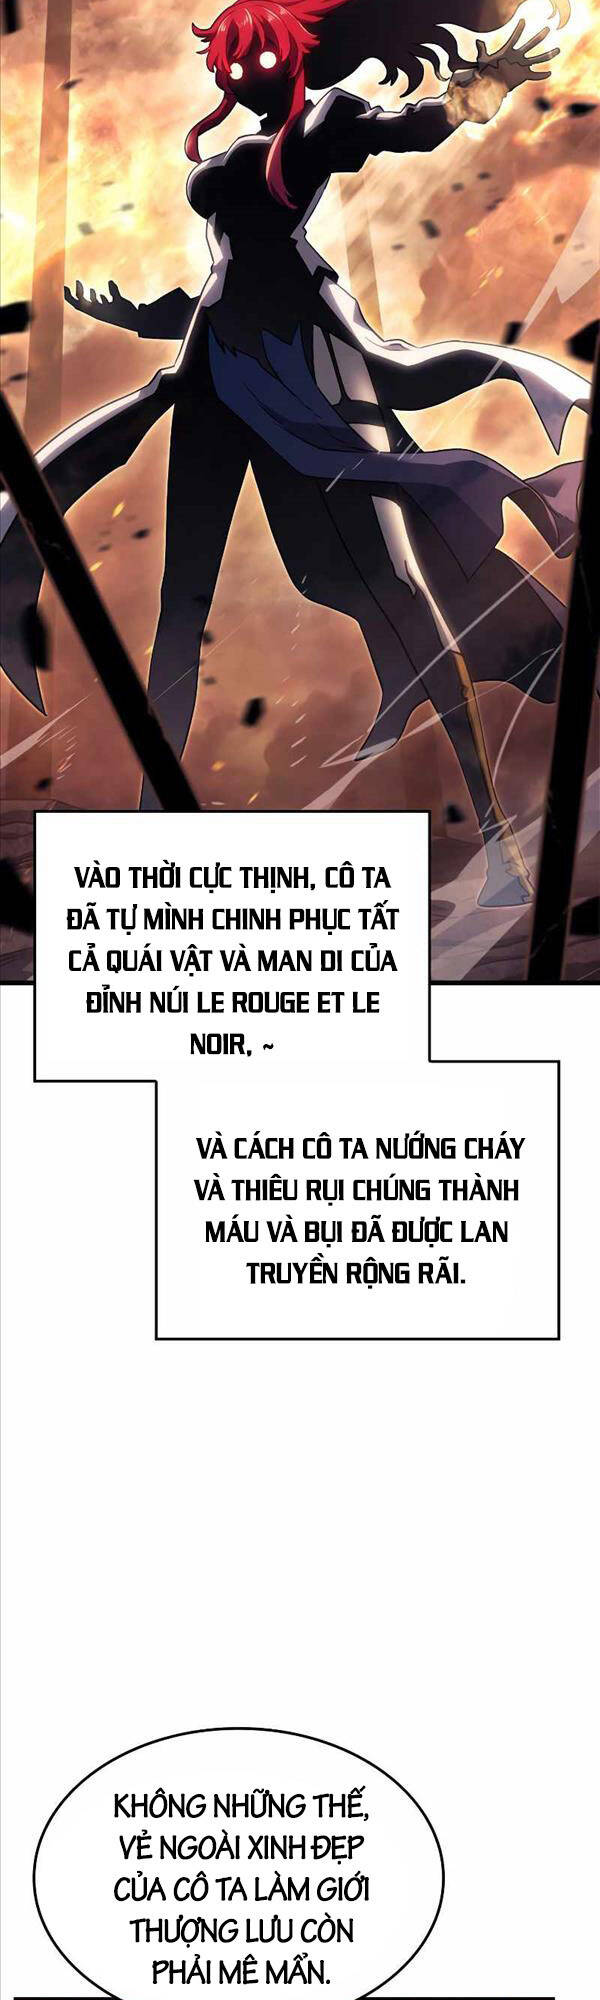 VÀO THỜI CỰC THỊNH, CÔ TA
ĐÃ TỰ MÌNH CHINH PHỤC TẤT
CẢ QUÁI VẬT VÀ MAN DI CỦA
ĐỈNH NÚI LE ROUGE ET LE
NOIR, ~
VÀ CÁCH CÔ TA NƯỚNG CHÁY
VÀ THIÊU RỤI CHÚNG THÀNH
MÁU VÀ BỤI ĐÃ ĐƯỢC LAN
TRUYỀN RỘNG RÃI.
KHÔNG NHỮNG THẾ,
VẺ NGOÀI XINH ĐẸP
CỦA CÔ TA LÀM GIỚI
THƯỢNG LƯU CÒN
PHẢI MÊ MẨN.